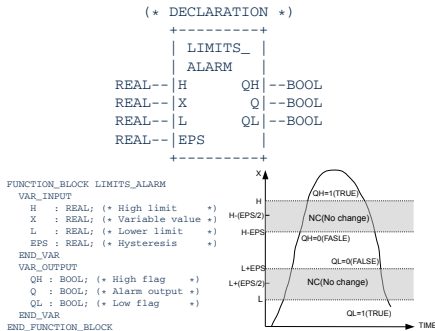 (* DECLARATION *)
+---------+
| LIMITS_ |
| ALARM |
REAL--|H QH|--BOOL
REAL--|X Q|--BOOL
REAL--|L QL|--BOOL
REAL--|EPS |
+---------+
FUNCTION_BLOCK LIMITS_ALARM
VAR_INPUT
H : REAL; (* High limit *)
X : REAL; (* Variable value *)
L : REAL; (* Lower limit *)
EPS : REAL; (* Hysteresis *)
END_VAR
VAR_OUTPUT
QH : BOOL; (* High flag *)
Q : BOOL; (* Alarm output *)
QL : BOOL; (* Low flag *)
END_VAR
END_FUNCTION_BLOCK
X
QH=1(TRUE)
H
H-(EPS/2)
NC(No change)
H-EPS
QH=0(FASLE)
QL=0(FALSE)
L+EPS
L+(EPS/2)
NC(No change)
L
QL=1(TRUE)
TIME